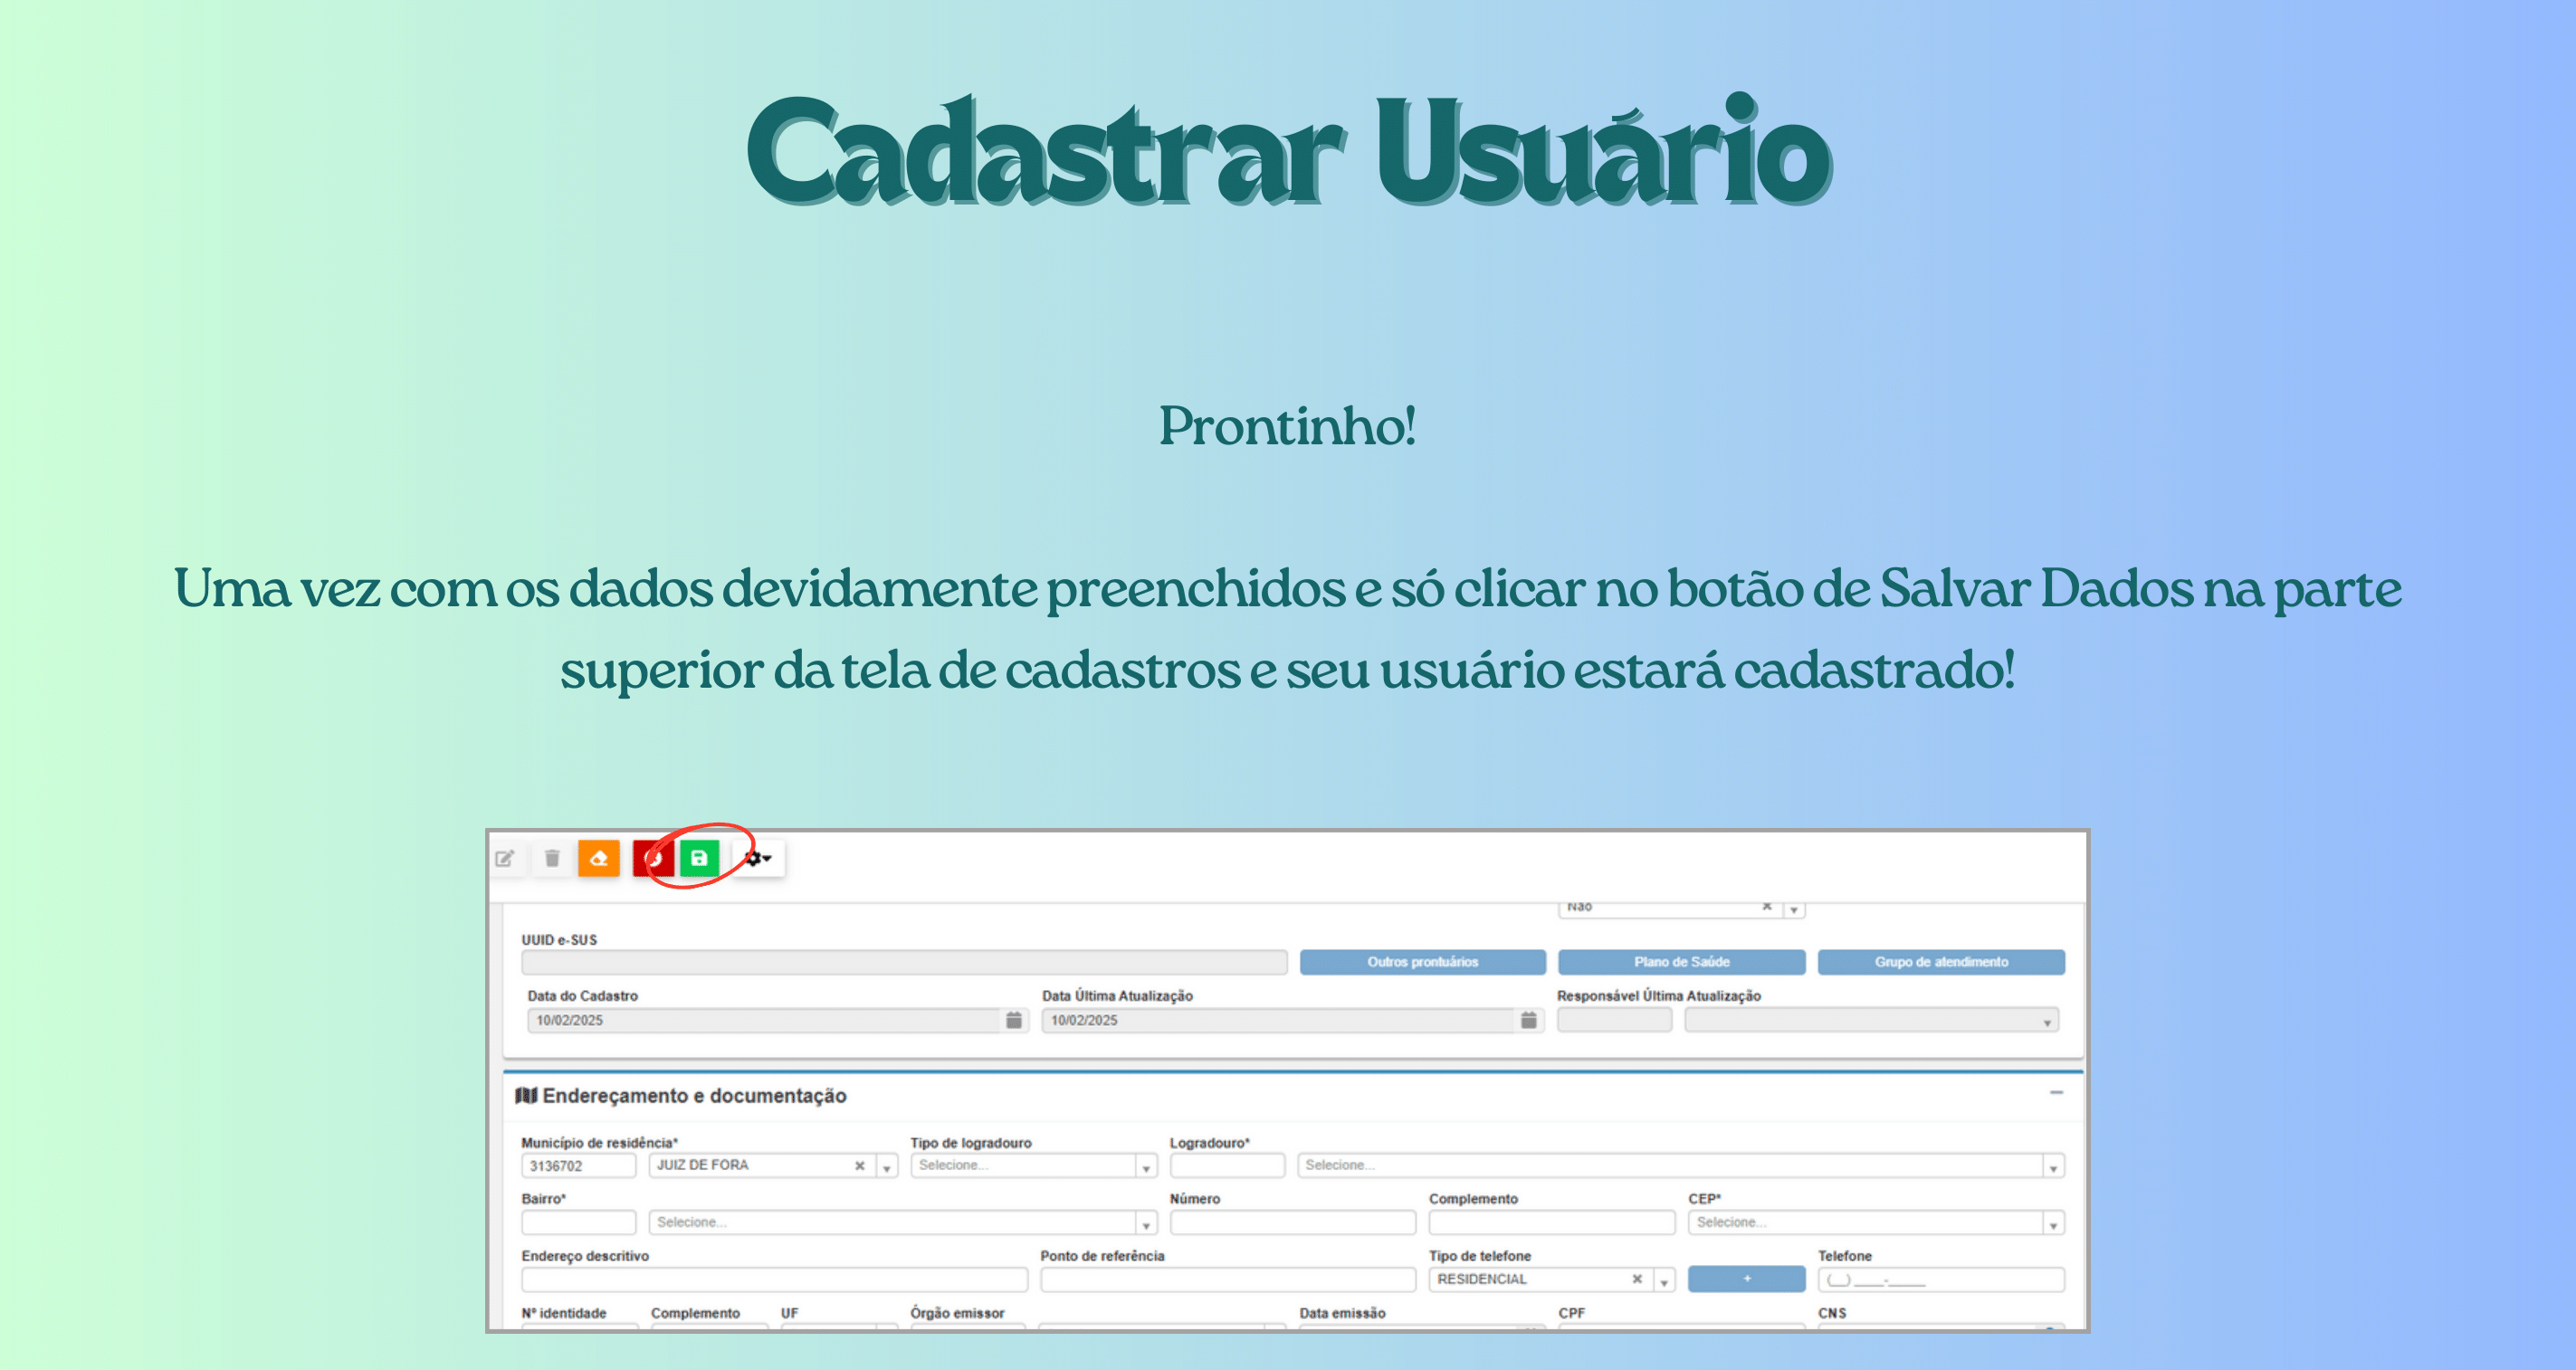 Cadastrar Usuário
Prontinho!
Uma vez com os dados devidamente preenchidos e só clicar no botão de Salvar Dados na parte
superior da tela de cadastros e seu usuário estará cadastrado!
Não
UUID e-SUS
Outros prontuários Plano de Saúde Grupo de atendimento
Data do Cadastro Data Última Atualização Responsável Última Atualização
10/02/2025 10/02/2025
Endereçamento e documentação
Município de residência* Tipo de logradouro Logradouro*
3136702 JUIZ DE FORA Selecione... Selecione...
Bairro* Número Complemento CEP*
Selecione... Selecione...
Endereço descritivo Ponto de referência Tipo de telefone Telefone
RESIDENCIAL + (__) ____-_____
Nº identidade Complemento UF Órgão emissor Data emissão CPF CNS